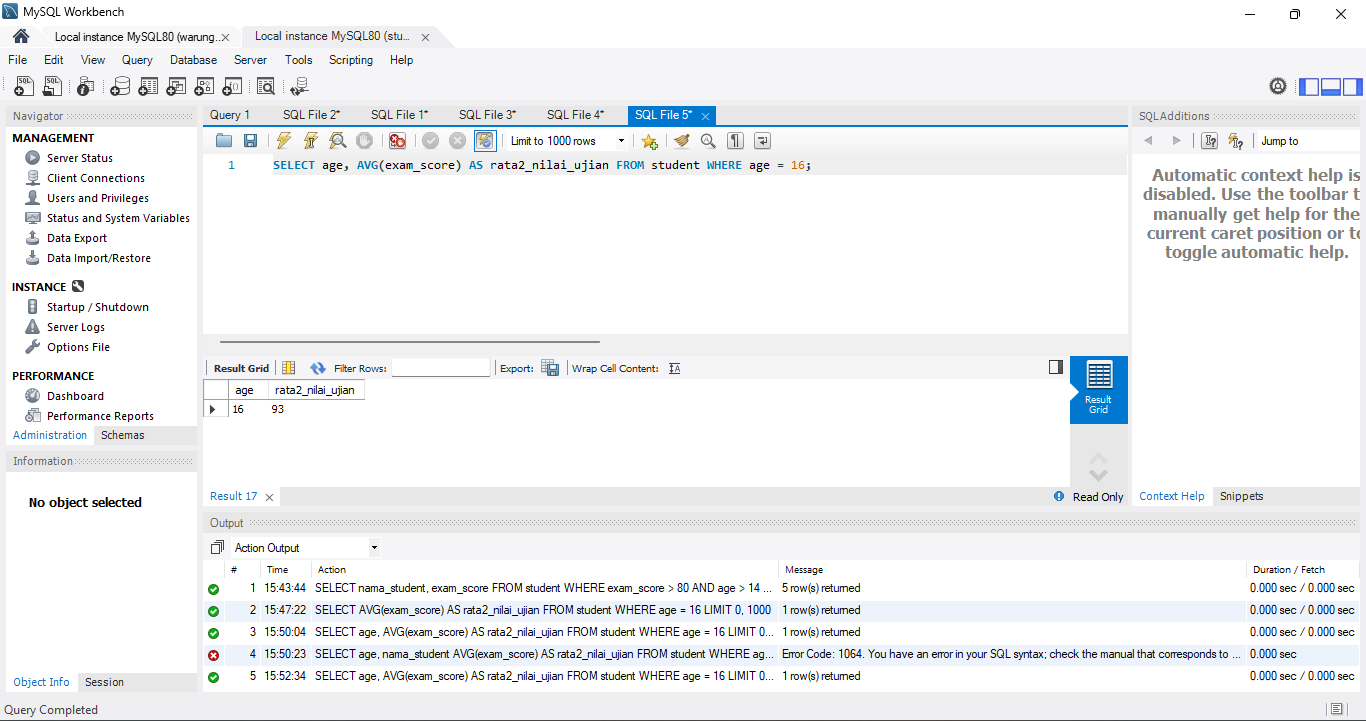 MySQL Workbench
Local instance MySQL80 (warung..
Local instance MySQL80 (stu...
File Edit View Query Database Server Tools Scripting Help
Navigator
MANAGEMENT
Server Status
Client Connections
Users and Privileges
Status and System Variables
Data Export
Data Import/Restore
INSTANCE
Startup / Shutdown
Server Logs
Options File
PERFORMANCE
Dashboard
Performance Reports
Administration Schemas
Information
No object selected
Object Info Session
Query 1 SQL File 2* SQL File 1* SQL File 3* SQL File 4* SQL File 5*
Limit to 1000 rows
1 SELECT age, AVG(exam_score) AS rata2_nilai_ujian FROM student WHERE age = 16;
Result Grid Filter Rows: Export: Wrap Cell Content:
age rata2_nilai_ujian
16 93
Result
Grid
Result 17
Read Only
SQLAdditions
Jump to
Automatic context help is
disabled. Use the toolbar t
manually get help for the
current caret position or to
toggle automatic help.
Context Help Snippets
Output
Action Output
# Time Action Message Duration / Fetch
1 15:43:44 SELECT nama_student, exam_score FROM student WHERE exam_score > 80 AND age > 14 ... 5 row(s) returned 0.000 sec / 0.000 sec
2 15:47:22 SELECT AVG(exam_score) AS rata2_nilai_ujian FROM student WHERE age = 16 LIMIT 0, 1000 1 row(s) returned 0.000 sec / 0.000 sec
3 15:50:04 SELECT age, AVG(exam_score) AS rata2_nilai_ujian FROM student WHERE age = 16 LIMIT 0... 1 row(s) returned 0.000 sec / 0.000 sec
4 15:50:23 SELECT age, nama_student AVG(exam_score) AS rata2_nilai_ujian FROM student WHERE ag... Error Code: 1064. You have an error in your SQL syntax; check the manual that corresponds to ... 0.000 sec
5 15:52:34 SELECT age, AVG(exam_score) AS rata2_nilai_ujian FROM student WHERE age = 16 LIMIT 0... 1 row(s) returned 0.000 sec / 0.000 sec
Query Completed